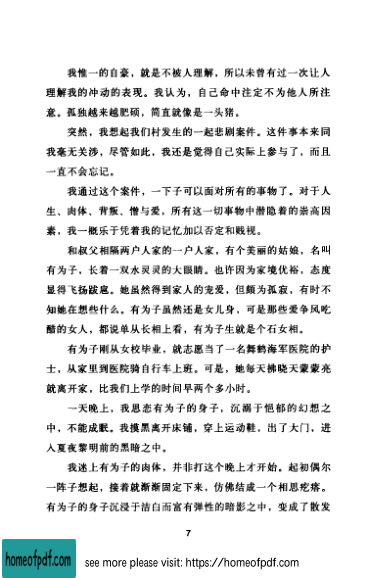 我惟一的自豪，就是不被人理解，所以未曾有过一次让人
理解我的冲动的表现。我认为，自己命中注定不为他人所注
意。孤独越来越肥硕，简直就像是一头猪。
突然，我想起我们村发生的一起悲剧案件。这件事本来同
我毫无关涉，尽管如此，我还是觉得自己实际上参与了，而且
一直不会忘记。
我通过这个案件，一下子可以面对所有的事物了。对于人
生、肉体、背叛、憎与爱，所有这一切事物中潜隐着的崇高因
素，我一概乐于凭着我的记忆加以否定和贱视。
和叔父相隔两户人家的一户人家，有个美丽的姑娘，名叫
有为子，长着一双水灵灵的大眼睛。也许因为家境优裕，态度
显得飞扬跋扈。她虽然得到家人的宠爱，但颇为孤寂，有时不
知她在想些什么。有为子虽然还是女儿身，可是那些爱争风吃
醋的女人，都说单从长相上看，有为子生就是个石女相。
有为子刚从女校毕业，就志愿当了一名舞鹤海军医院的护
士，从家里到医院骑自行车上班。可是，她每天佛晓天蒙蒙亮
就离开家，比我们上学的时间早两个多小时。
一天晚上，我思恋有为子的身子，沉溺于悒郁的幻想之
中，不能成眠。我摸黑离开床铺，穿上运动鞋，出了大门，进
入夏夜黎明前的黑暗之中。
我迷上有为子的肉体，并非打这个晚上才开始。起初偶尔
一阵子想起，接着就渐渐固定下来，仿佛结成一个相思疙瘩。
有为子的身子沉浸于洁白而富有弹性的暗影之中，变成了散发
7
homeofpdf.com
see more please visit: https://homeofpdf.com